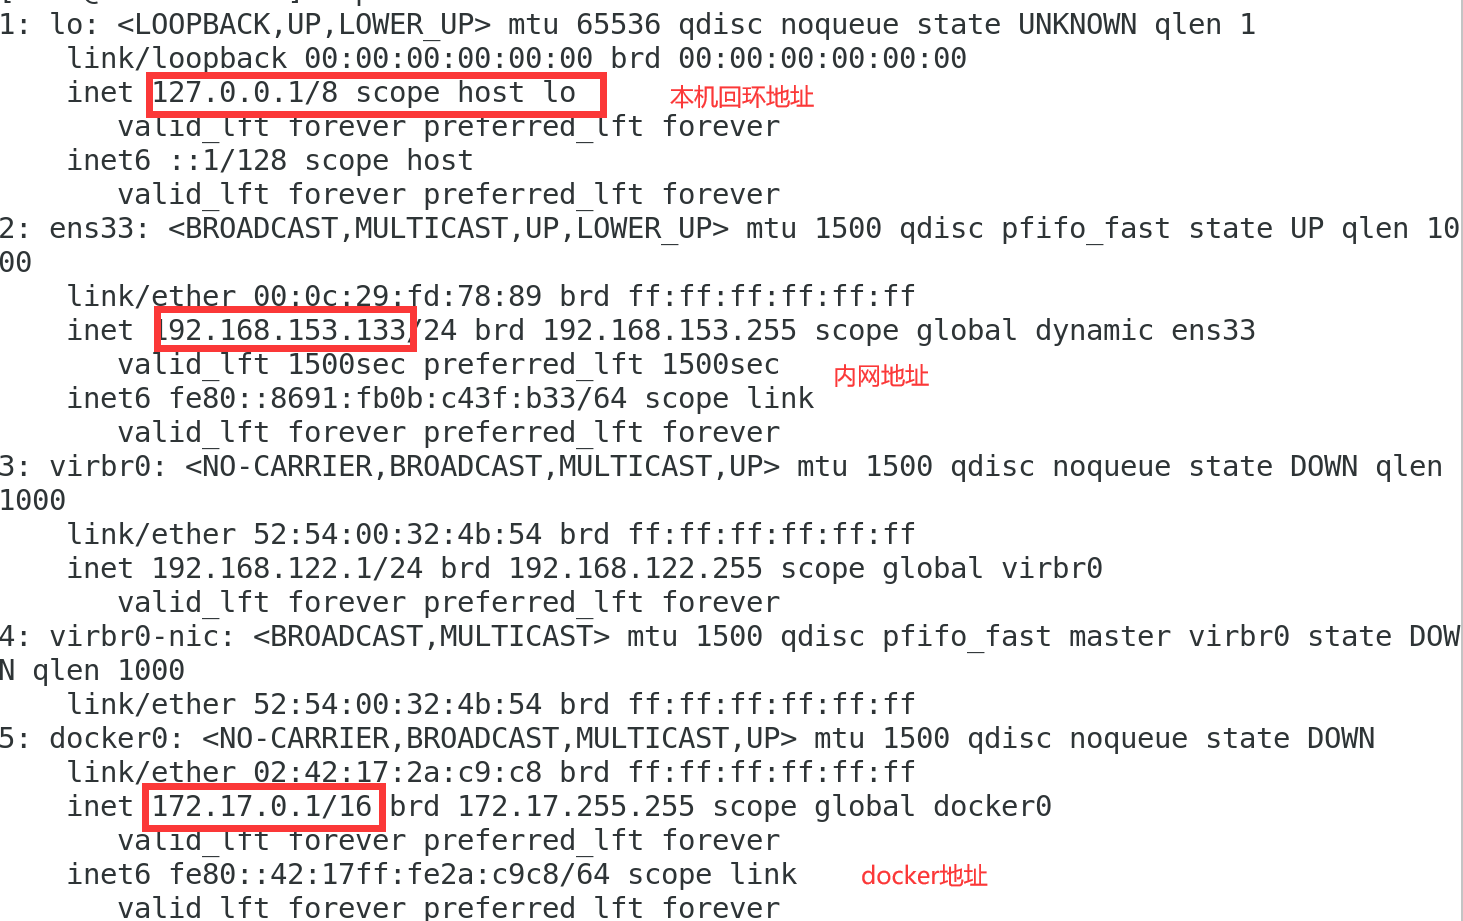 1: lo: <LOOPBACK,UP,LOWER_UP> mtu 65536 qdisc noqueue state UNKNOWN qlen 1
link/loopback 00:00:00:00:00:00 brd 00:00:00:00:00:00
inet 127.0.0.1/8 scope host lo 本机回环地址
valid_lft forever preferred_lft forever
inet6 ::1/128 scope host
valid_lft forever preferred_lft forever
2: ens33: <BROADCAST,MULTICAST,UP,LOWER_UP> mtu 1500 qdisc pfifo_fast state UP qlen 10
00
link/ether 00:0c:29:fd:78:89 brd ff:ff:ff:ff:ff:ff
inet 192.168.153.133/24 brd 192.168.153.255 scope global dynamic ens33
valid_lft 1500sec preferred_lft 1500sec
内网地址
inet6 fe80::8691:fb0b:c43f:b33/64 scope link
valid_lft forever preferred_lft forever
3: virbr0: <NO-CARRIER,BROADCAST,MULTICAST,UP> mtu 1500 qdisc noqueue state DOWN qlen
1000
link/ether 52:54:00:32:4b:54 brd ff:ff:ff:ff:ff:ff
inet 192.168.122.1/24 brd 192.168.122.255 scope global virbr0
valid_lft forever preferred_lft forever
4: virbr0-nic: <BROADCAST,MULTICAST> mtu 1500 qdisc pfifo_fast master virbr0 state DOW
N qlen 1000
link/ether 52:54:00:32:4b:54 brd ff:ff:ff:ff:ff:ff
5: docker0: <NO-CARRIER,BROADCAST,MULTICAST,UP> mtu 1500 qdisc noqueue state DOWN
link/ether 02:42:17:2a:c9:c8 brd ff:ff:ff:ff:ff:ff
inet 172.17.0.1/16 brd 172.17.255.255 scope global docker0
valid_lft forever preferred_lft forever
inet6 fe80::42:17ff:fe2a:c9c8/64 scope link docker地址
valid_lft forever preferred_lft forever